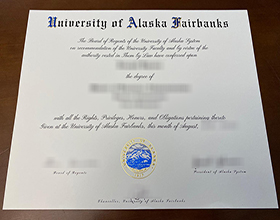 University of Alaska Fairbanks
The Board of Regents of the University of Alaska System
on recommendation of the University Faculty and by virtue of the
authority vested in Them by Law have conferred upon
the degree of
with all the Rights, Privileges, Honors, and Obligations pertaining thereto
Given at the University of Alaska Fairbanks, this month of August,
Board of Regents
President of Alaska System
Chancellor, University of Alaska Fairbanks